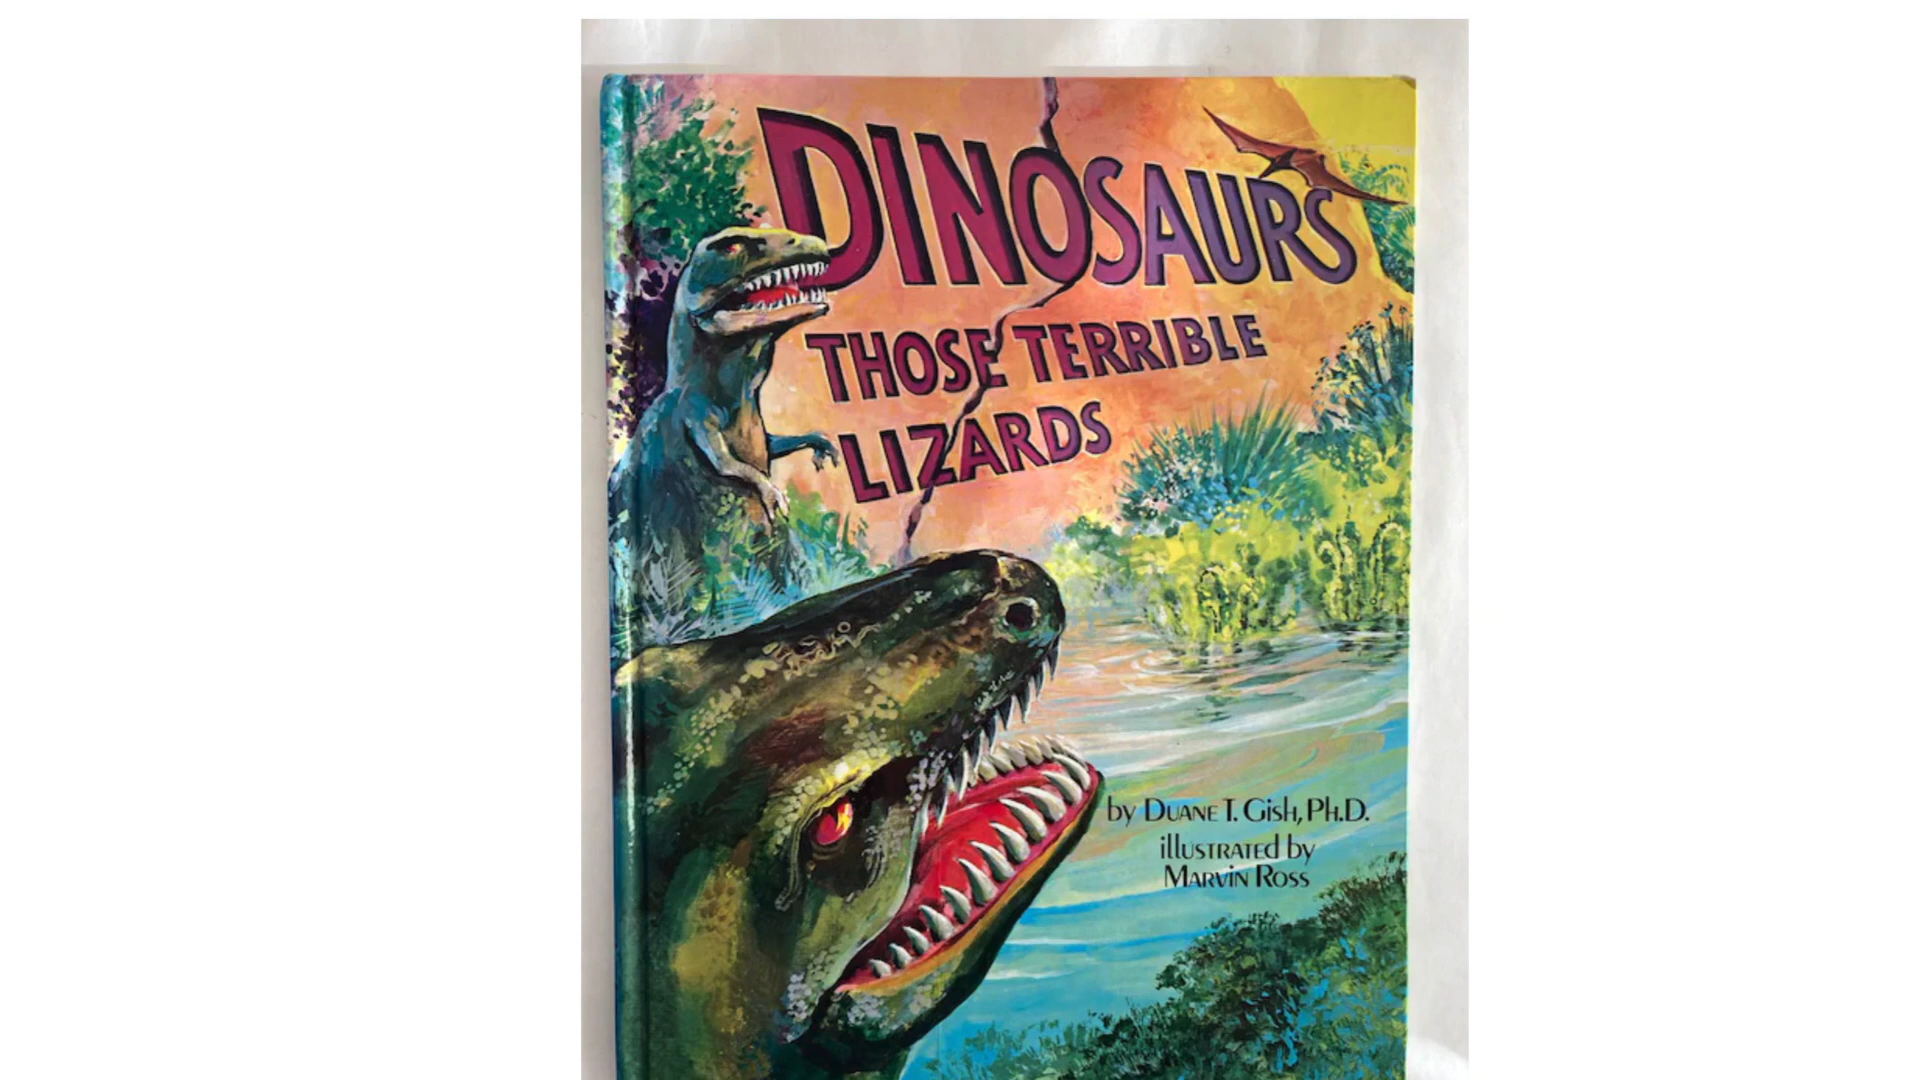 DINOSAURS
THOSE TERRIBLE
LIZARDS
by Duane T. Gish, Ph.D.
illustrated by
Marvin Ross